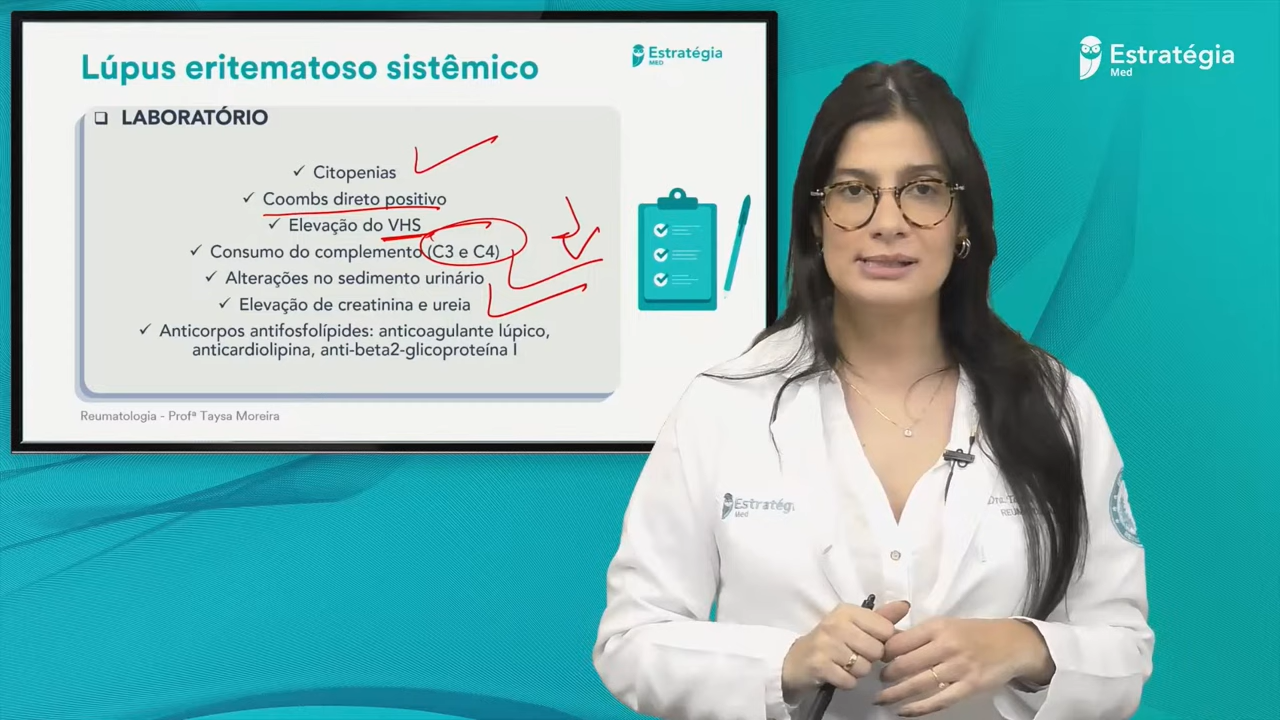 Lúpus eritematoso sistêmico
Estratégia
MED
❑ LABORATÓRIO
✓ Citopenias
✓ Coombs direto positivo
✓ Elevação do VHS
✓ Consumo do complemento (C3 e C4)
✓ Alterações no sedimento urinário
✓ Elevação de creatinina e ureia
✓ Anticorpos antifosfolípides: anticoagulante lúpico,
anticardiolipina, anti-beta2-glicoproteína I
Reumatologia - Profª Taysa Moreira
Estratégia
Med
Estratégi
Med